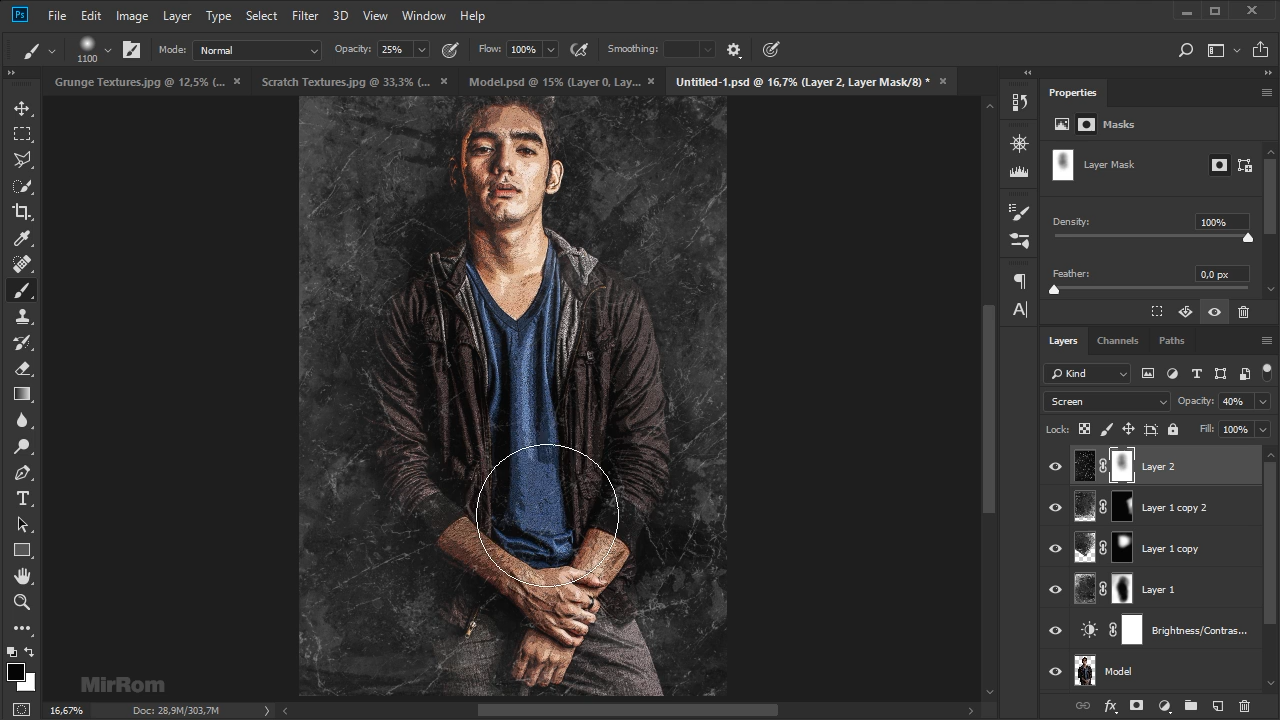 Ps File Edit Image Layer Type Select Filter 3D View Window Help
1100 Mode: Normal Opacity: 25% Flow: 100% Smoothing:
Grunge Textures.jpg @ 12,5% (... × Scratch Textures.jpg @ 33,3% (... × Model.psd @ 15% (Layer 0, Lay... × Untitled-1.psd @ 16,7% (Layer 2, Layer Mask/8) * ×
Properties
Masks
Layer Mask
Density: 100%
Feather: 0,0 px
Layers Channels Paths
Kind
Screen Opacity: 40%
Lock: Fill: 100%
Layer 2
Layer 1 copy 2
Layer 1 copy
Layer 1
Brightness/Contras...
Model
MirRom
16,67% Doc: 28,9M/303,7M
fx